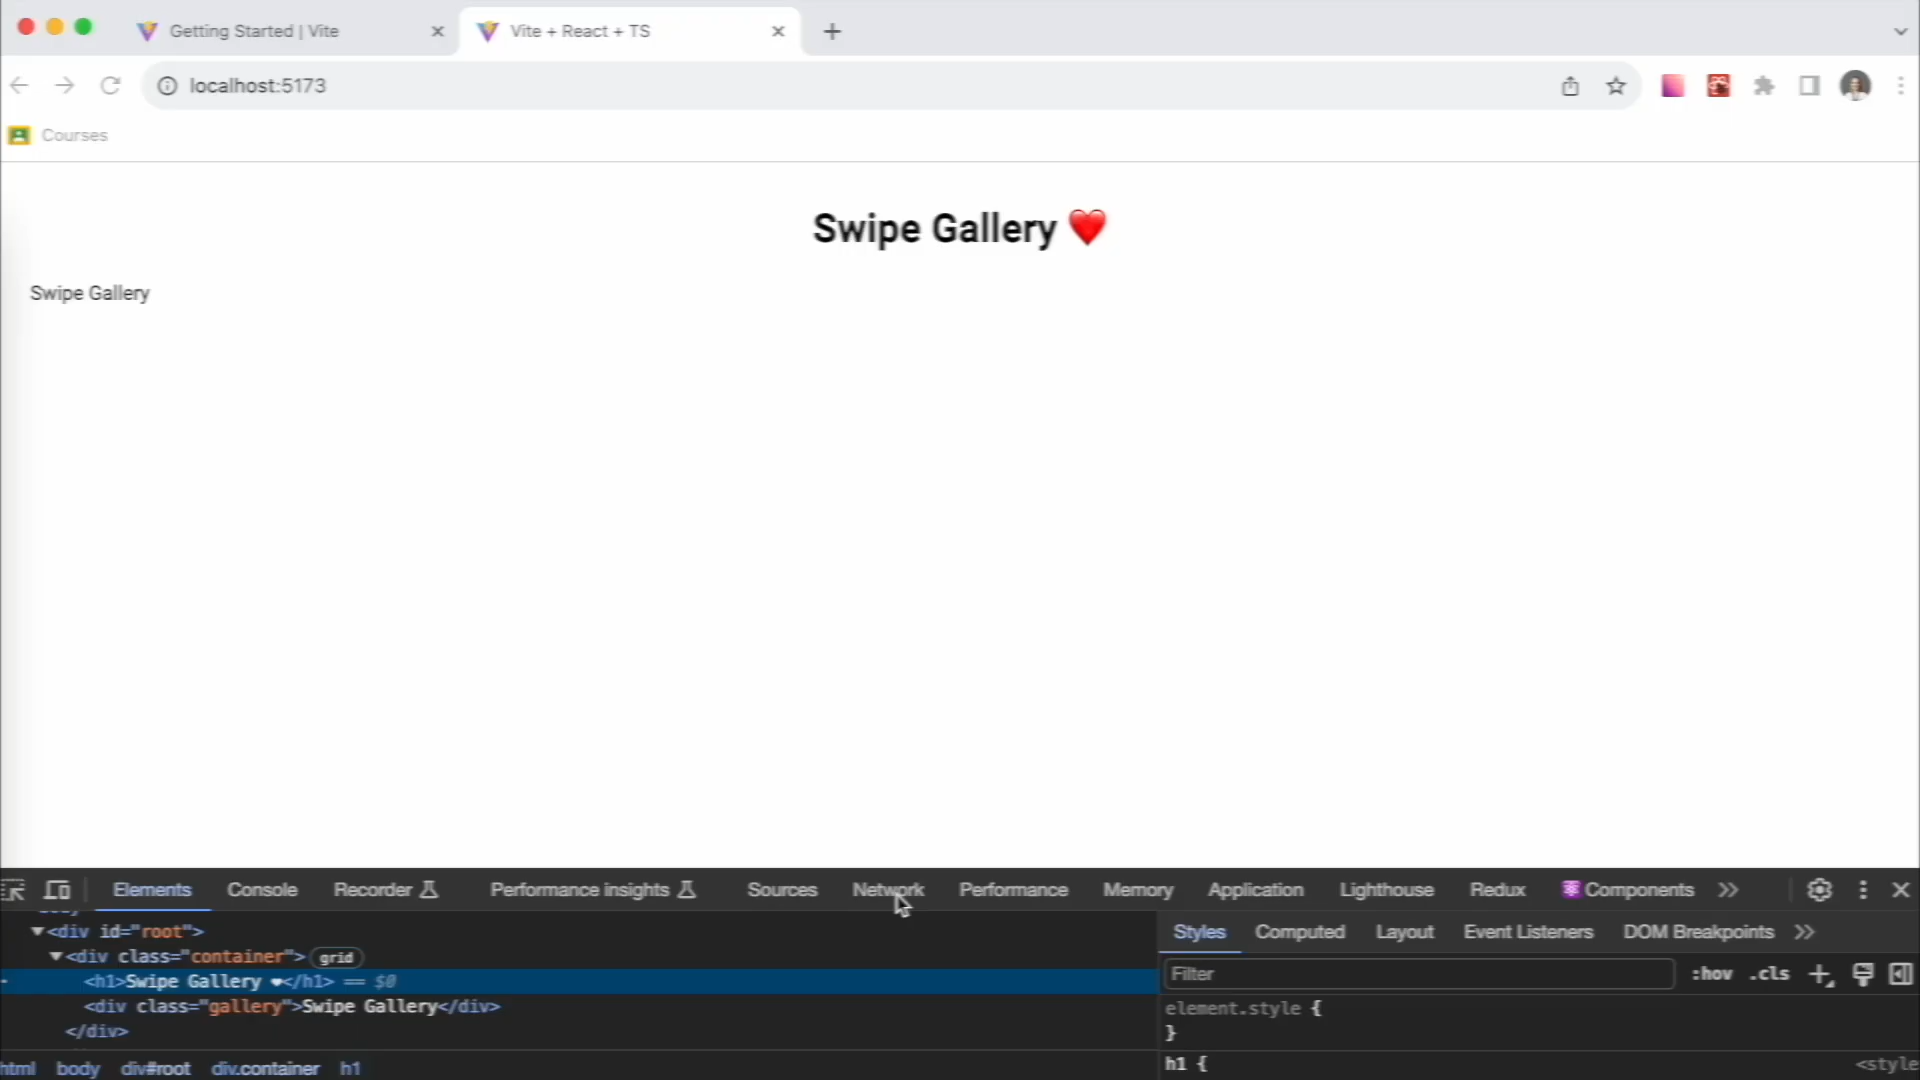 Getting Started | Vite
Vite + React + TS
localhost:5173
Courses
Swipe Gallery ❤️
Swipe Gallery
Elements Console Recorder Performance insights Sources Network Performance Memory Application Lighthouse Redux Components
<div id="root">
<div class="container"> grid
<h1>Swipe Gallery ❤</h1> == $0
<div class="gallery">Swipe Gallery</div>
</div>
html body div#root div.container h1
Styles Computed Layout Event Listeners DOM Breakpoints
Filter :hov .cls
element.style {
}
h1 { <style